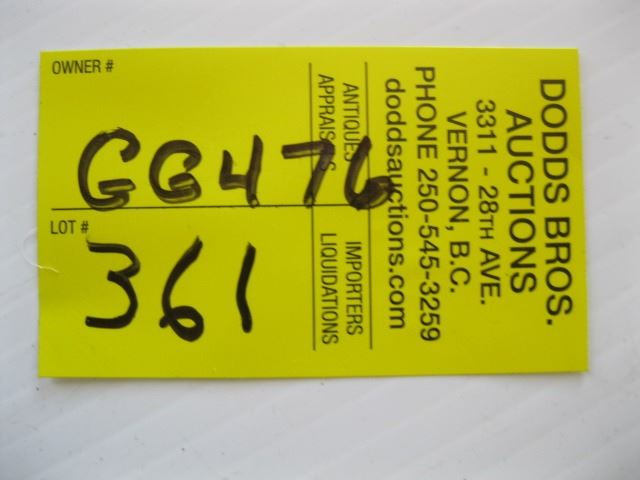 OWNER #
GG476
LOT #
361
DODDS BROS.
AUCTIONS
3311 - 28TH AVE.
VERNON, B.C.
PHONE 250-545-3259
doddsauctions.com
ANTIQUES IMPORTERS
APPRAISALS LIQUIDATIONS